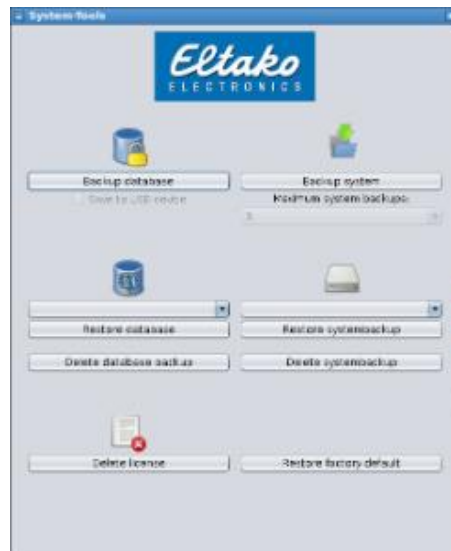 System-Tools
Eltako
ELECTRONICS
Backup database
Backup system
Save to USB device
Maximum system backups:
Restore database
Restore systembackup
Delete database backup
Delete systembackup
Delete license
Restore factory default